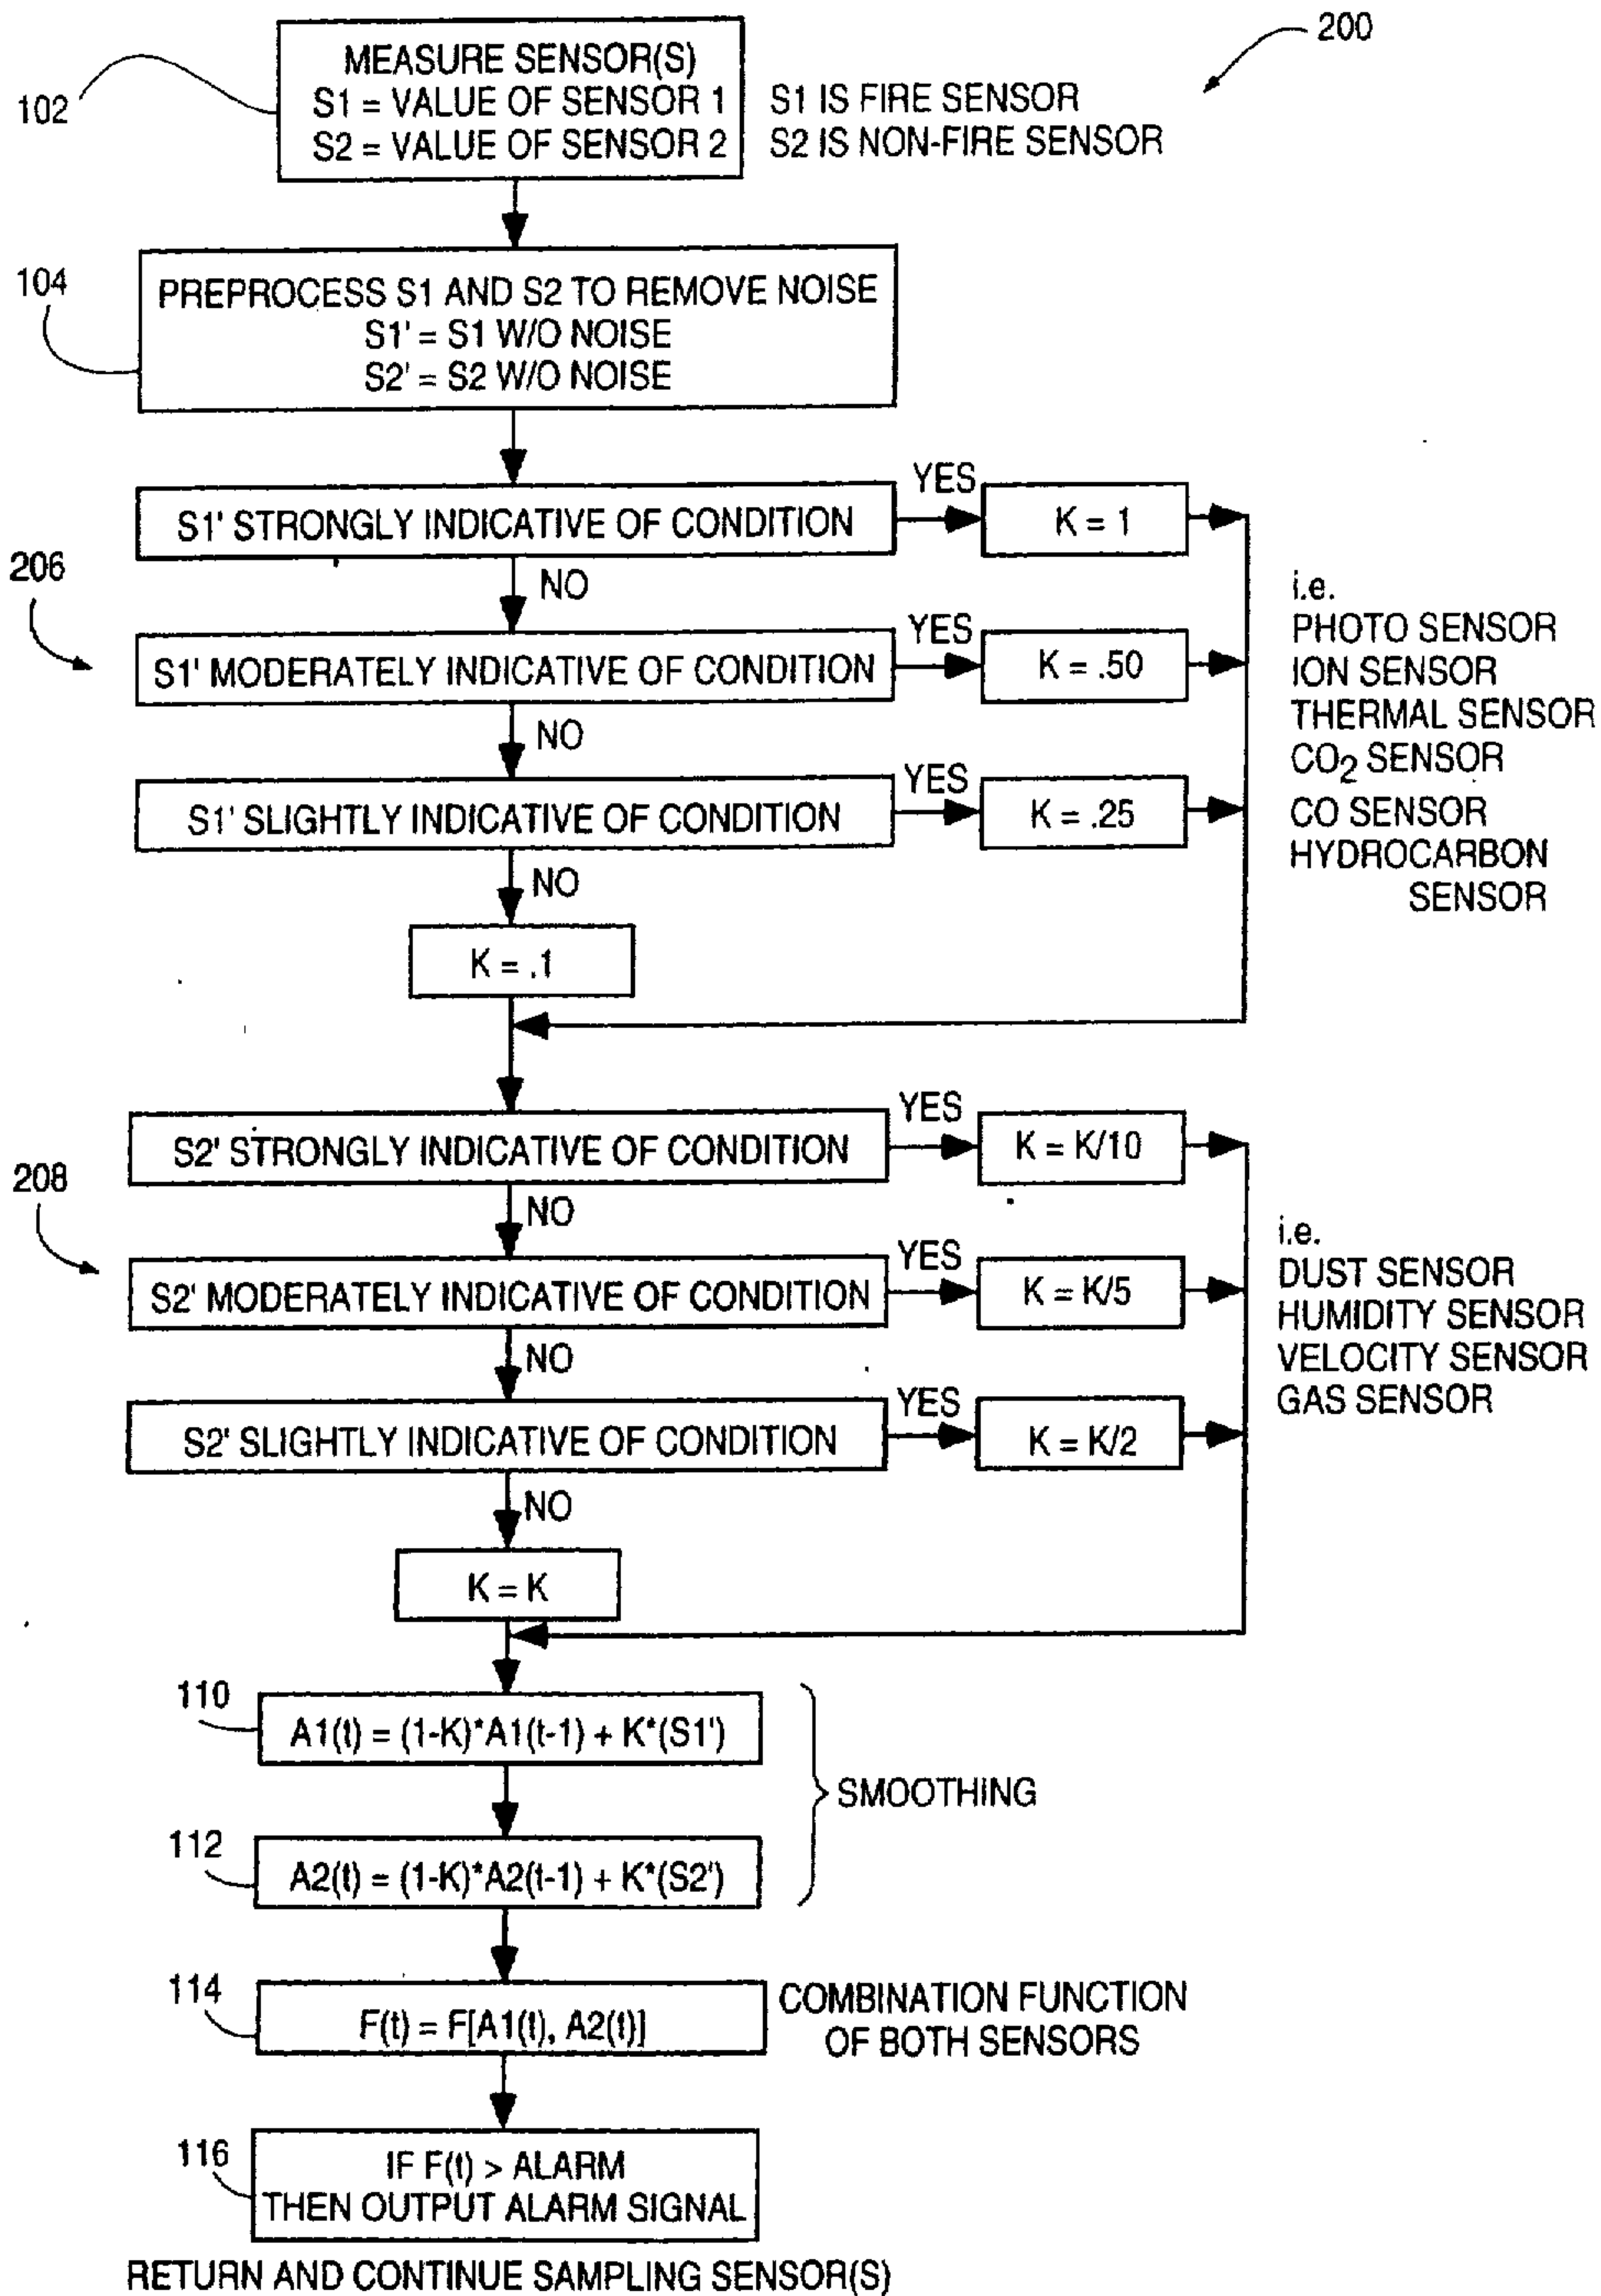 200
102
MEASURE SENSOR(S)
S1 = VALUE OF SENSOR 1
S2 = VALUE OF SENSOR 2
S1 IS FIRE SENSOR
S2 IS NON-FIRE SENSOR
104
PREPROCESS S1 AND S2 TO REMOVE NOISE
S1' = S1 W/O NOISE
S2' = S2 W/O NOISE
206
S1' STRONGLY INDICATIVE OF CONDITION
YES
K = 1
NO
S1' MODERATELY INDICATIVE OF CONDITION
YES
K = .50
NO
S1' SLIGHTLY INDICATIVE OF CONDITION
YES
K = .25
NO
K = .1
i.e.
PHOTO SENSOR
ION SENSOR
THERMAL SENSOR
CO₂ SENSOR
CO SENSOR
HYDROCARBON
SENSOR
208
S2' STRONGLY INDICATIVE OF CONDITION
YES
K = K/10
NO
S2' MODERATELY INDICATIVE OF CONDITION
YES
K = K/5
NO
S2' SLIGHTLY INDICATIVE OF CONDITION
YES
K = K/2
NO
K = K
i.e.
DUST SENSOR
HUMIDITY SENSOR
VELOCITY SENSOR
GAS SENSOR
110
A1(t) = (1-K)*A1(t-1) + K*(S1')
SMOOTHING
112
A2(t) = (1-K)*A2(t-1) + K*(S2')
114
F(t) = F[A1(t), A2(t)]
COMBINATION FUNCTION
OF BOTH SENSORS
116
IF F(t) > ALARM
THEN OUTPUT ALARM SIGNAL
RETURN AND CONTINUE SAMPLING SENSOR(S)